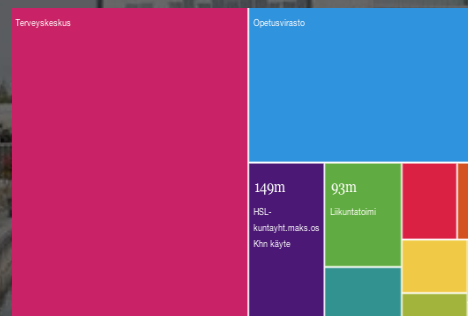 Terveyskeskus
Opetusvirasto
149m
HSL-
kuntayht.maks.os
Khn käyte
93m
Liikuntatoimi